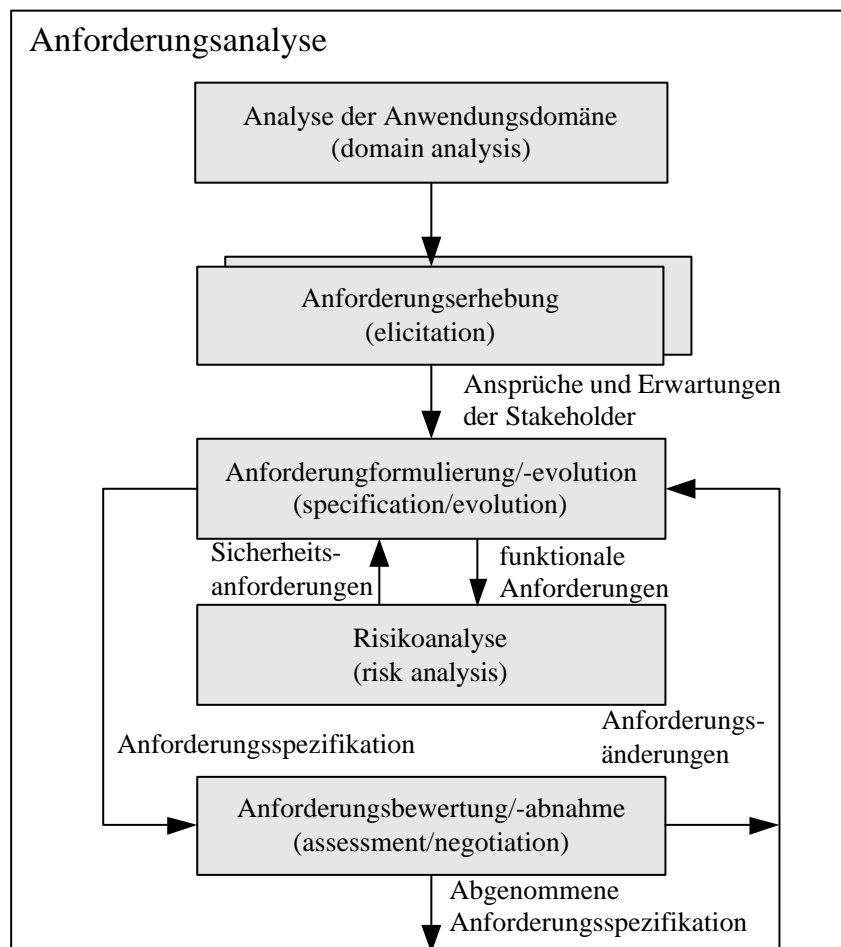 Anforderungsanalyse
Analyse der Anwendungsdomäne
(domain analysis)
Anforderungserhebung
(elicitation)
Ansprüche und Erwartungen
der Stakeholder
Anforderungformulierung/-evolution
(specification/evolution)
Sicherheits-
anforderungen
funktionale
Anforderungen
Risikoanalyse
(risk analysis)
Anforderungsspezifikation
Anforderungs-
änderungen
Anforderungsbewertung/-abnahme
(assessment/negotiation)
Abgenommene
Anforderungsspezifikation